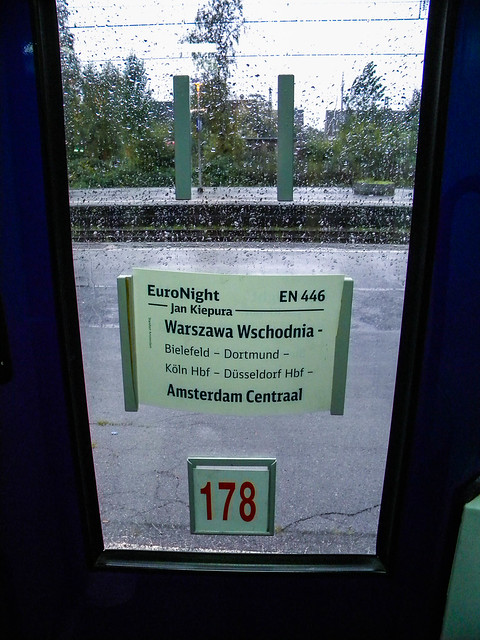 EuroNight EN 446
Jan Kiepura
Warszawa Wschodnia -
Bielefeld – Dortmund –
Köln Hbf – Düsseldorf Hbf –
Amsterdam Centraal
178